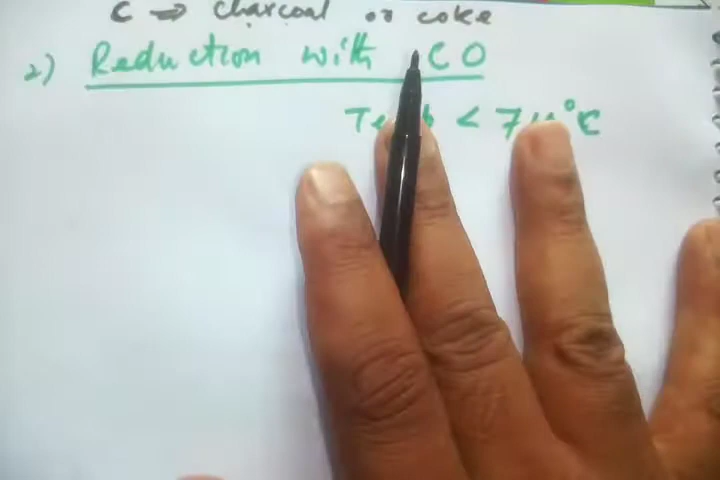 C ⇒ charcoal or coke
2) Reduction with CO
< °C